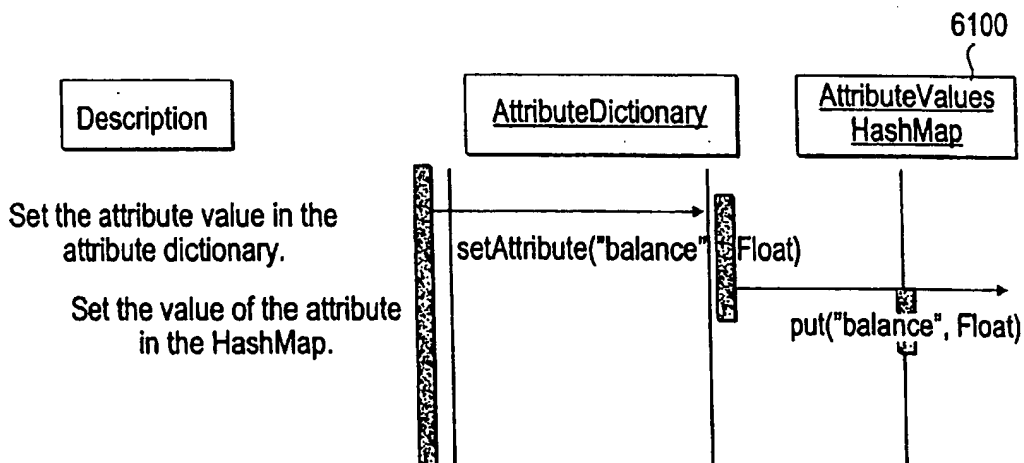 6100
Description
AttributeDictionary
AttributeValues
HashMap
Set the attribute value in the
attribute dictionary.
setAttribute("balance", Float)
Set the value of the attribute
in the HashMap.
put("balance", Float)